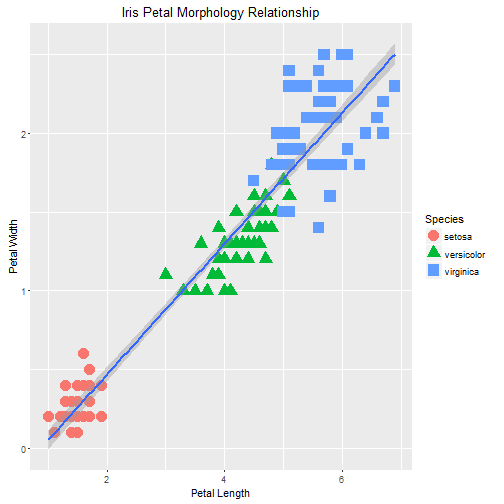 Iris Petal Morphology Relationship
Petal Width
2
1
0
2
4
6
Petal Length
Species
setosa
versicolor
virginica